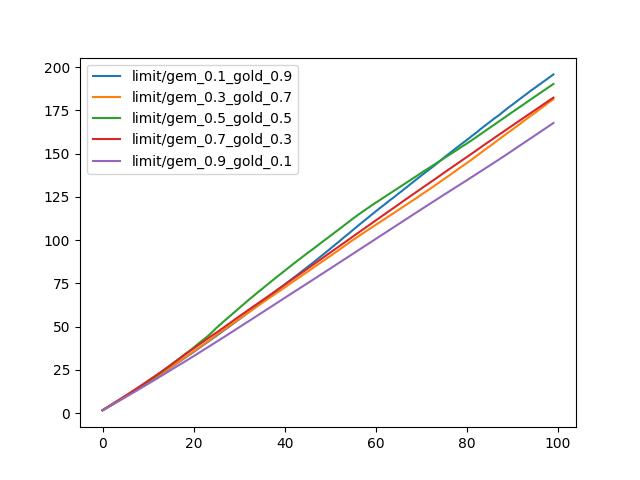 200
175
150
125
100
75
50
25
0
limit/gem_0.1_gold_0.9
limit/gem_0.3_gold_0.7
limit/gem_0.5_gold_0.5
limit/gem_0.7_gold_0.3
limit/gem_0.9_gold_0.1
0 20 40 60 80 100